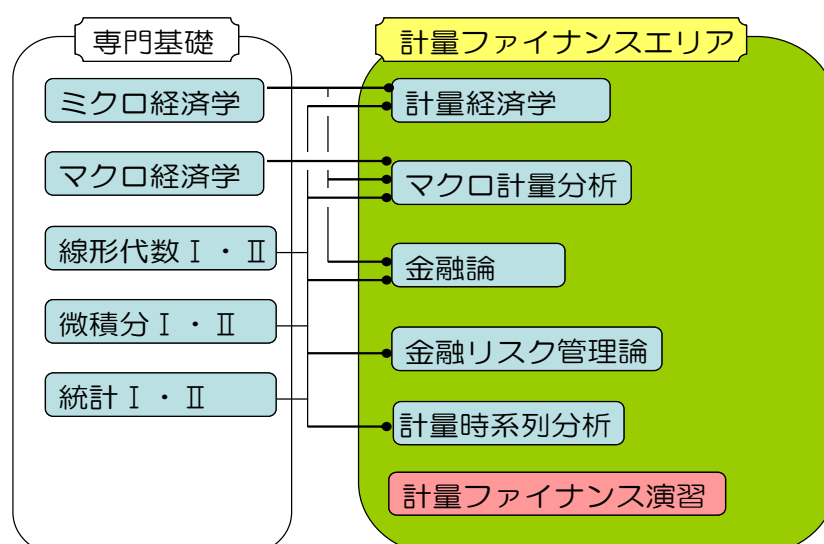 専門基礎
ミクロ経済学
マクロ経済学
線形代数Ⅰ・Ⅱ
微積分Ⅰ・Ⅱ
統計Ⅰ・Ⅱ
計量ファイナンスエリア
計量経済学
マクロ計量分析
金融論
金融リスク管理論
計量時系列分析
計量ファイナンス演習